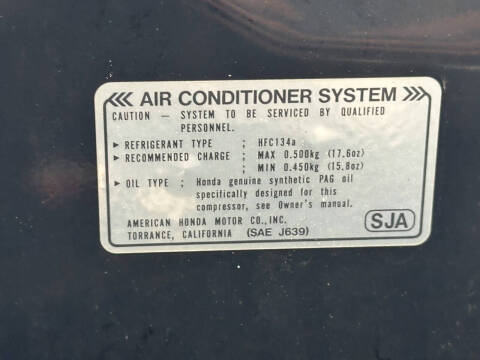 ⋘ AIR CONDITIONER SYSTEM ⋙
CAUTION — SYSTEM TO BE SERVICED BY QUALIFIED
PERSONNEL.
▶ REFRIGERANT TYPE ; HFC134a
▶ RECOMMENDED CHARGE ; MAX 0.500kg (17.6oz)
; MIN 0.450kg (15.8oz)
▶ OIL TYPE ; Honda genuine synthetic PAG oil
specifically designed for this
compressor, see Owner's manual.
AMERICAN HONDA MOTOR CO., INC.
TORRANCE, CALIFORNIA (SAE J639)
SJA